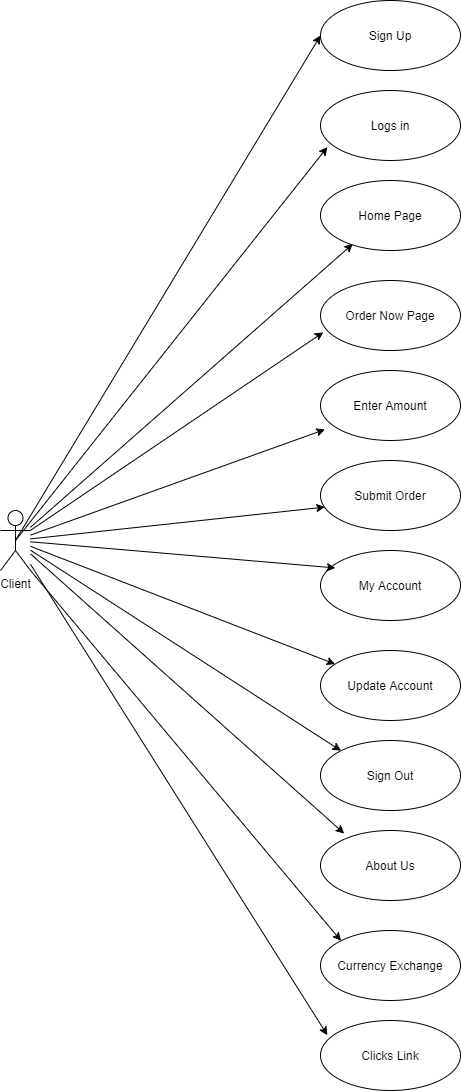 Sign Up
Logs in
Home Page
Order Now Page
Enter Amount
Submit Order
Client
My Account
Update Account
Sign Out
About Us
Currency Exchange
Clicks Link